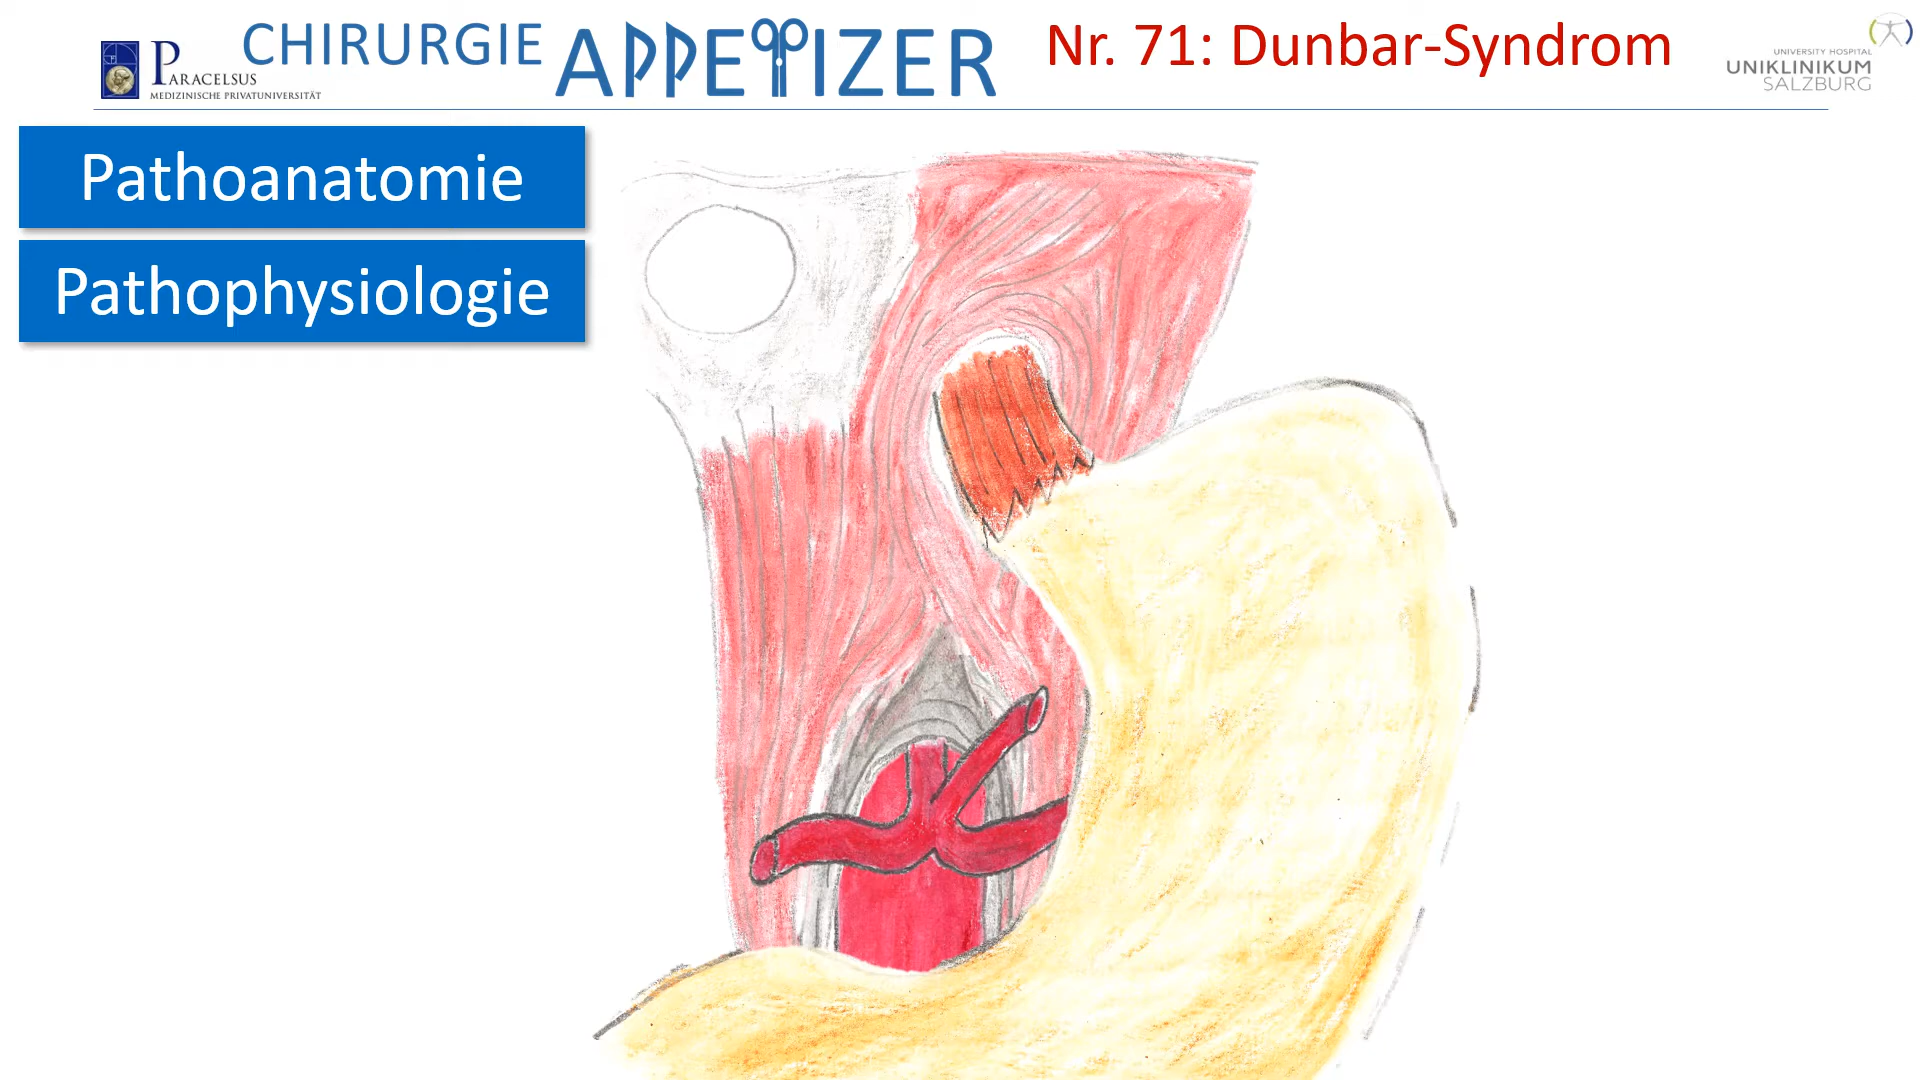 CHIRURGIE APPETIZER
Nr. 71: Dunbar-Syndrom
PARACELSUS
MEDIZINISCHE PRIVATUNIVERSITÄT
UNIVERSITY HOSPITAL
UNIKLINIKUM
SALZBURG
Pathoanatomie
Pathophysiologie